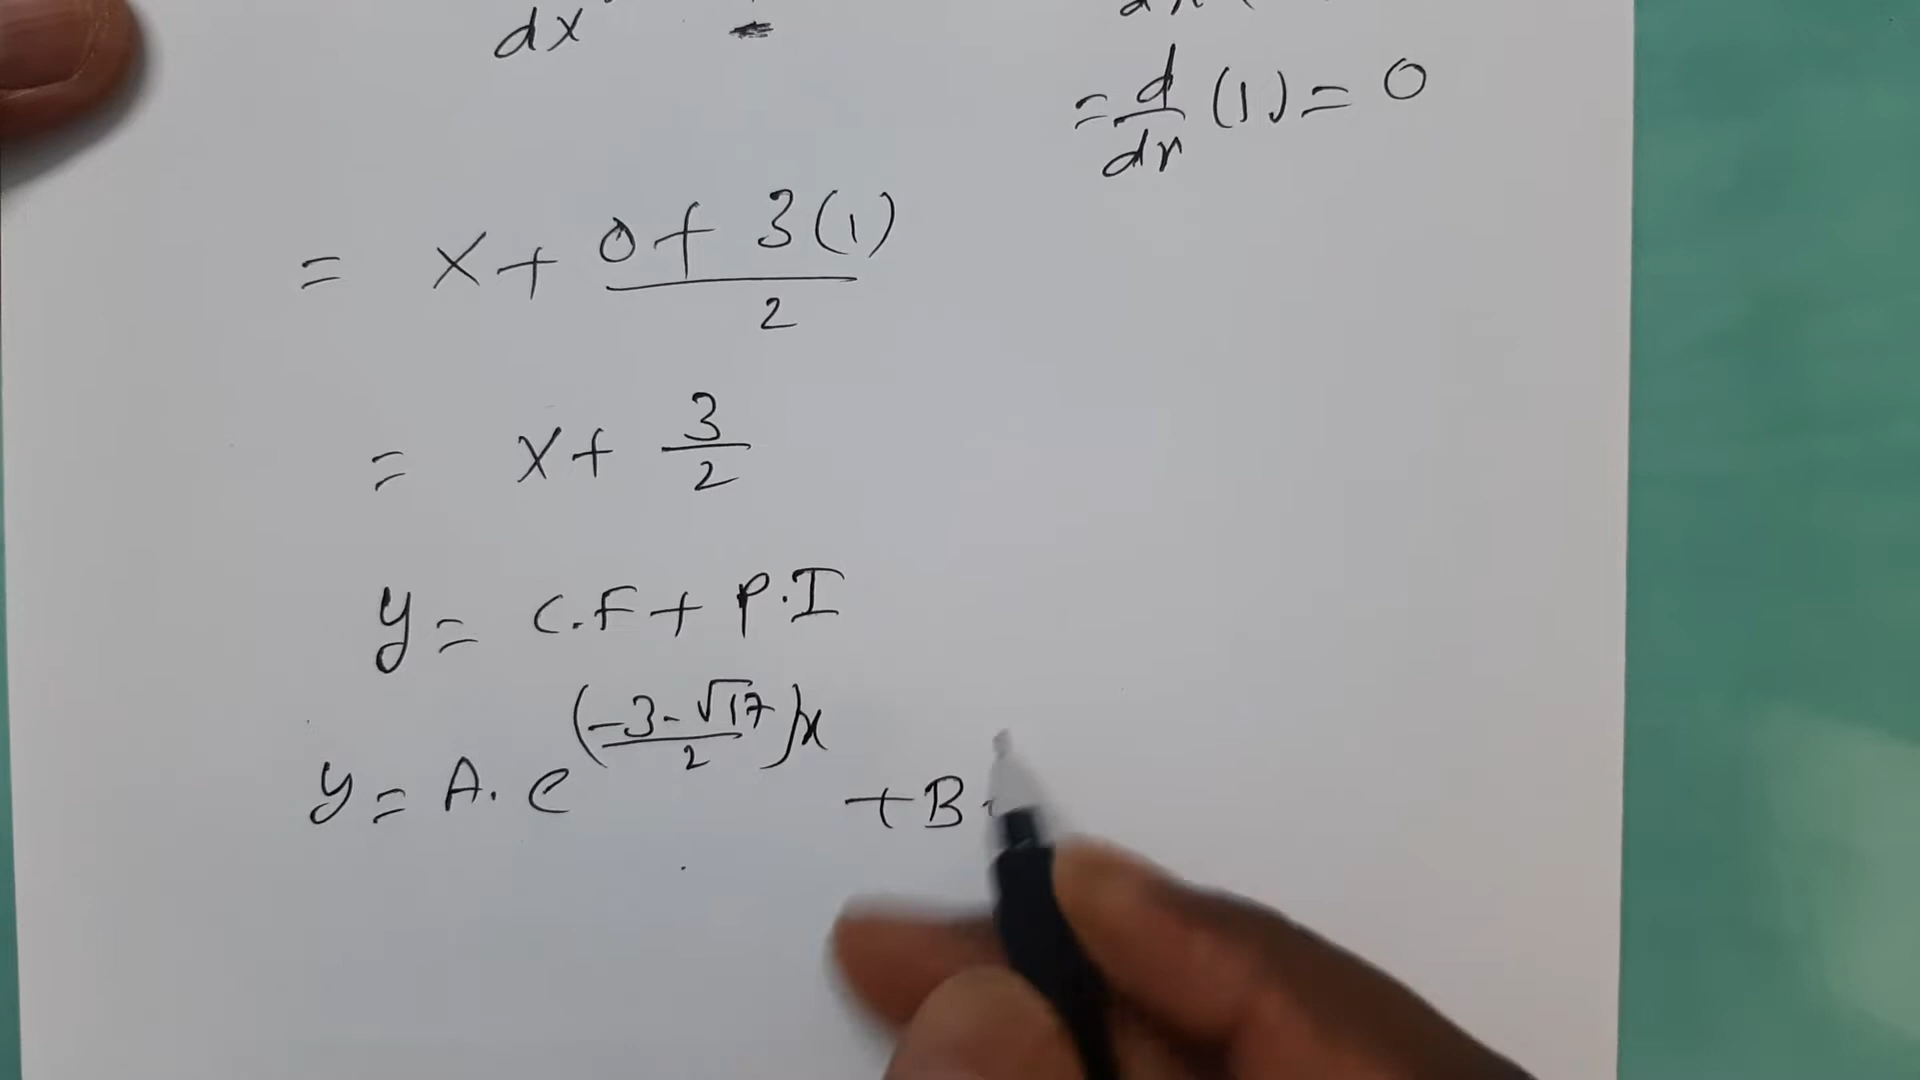 dx
= d/dx (1) = 0
= x + (0 + 3(1))/2
= x + 3/2
y = C.F + P.I
y = A. e^((-3-√17)/2)x + B